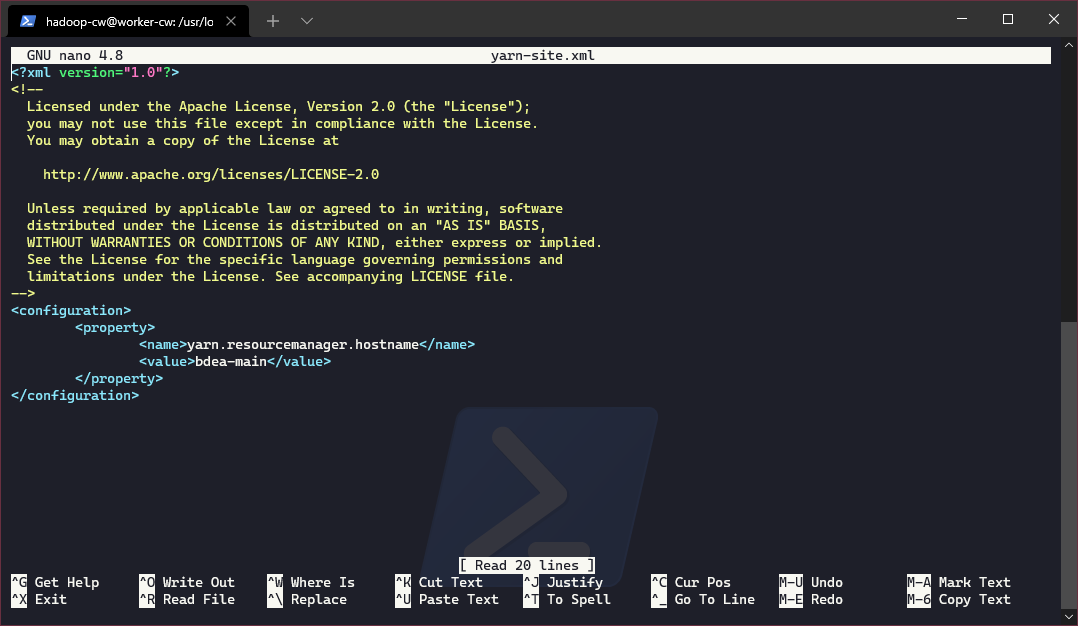 hadoop-cw@worker-cw: /usr/lo
GNU nano 4.8 yarn-site.xml
<?xml version="1.0"?>
<!--
  Licensed under the Apache License, Version 2.0 (the "License");
  you may not use this file except in compliance with the License.
  You may obtain a copy of the License at

    http://www.apache.org/licenses/LICENSE-2.0

  Unless required by applicable law or agreed to in writing, software
  distributed under the License is distributed on an "AS IS" BASIS,
  WITHOUT WARRANTIES OR CONDITIONS OF ANY KIND, either express or implied.
  See the License for the specific language governing permissions and
  limitations under the License. See accompanying LICENSE file.
-->
<configuration>
        <property>
                <name>yarn.resourcemanager.hostname</name>
                <value>bdea-main</value>
        </property>
</configuration>
[ Read 20 lines ]
^G Get Help ^O Write Out ^W Where Is ^K Cut Text ^J Justify ^C Cur Pos M-U Undo M-A Mark Text
^X Exit ^R Read File ^\ Replace ^U Paste Text ^T To Spell ^_ Go To Line M-E Redo M-6 Copy Text